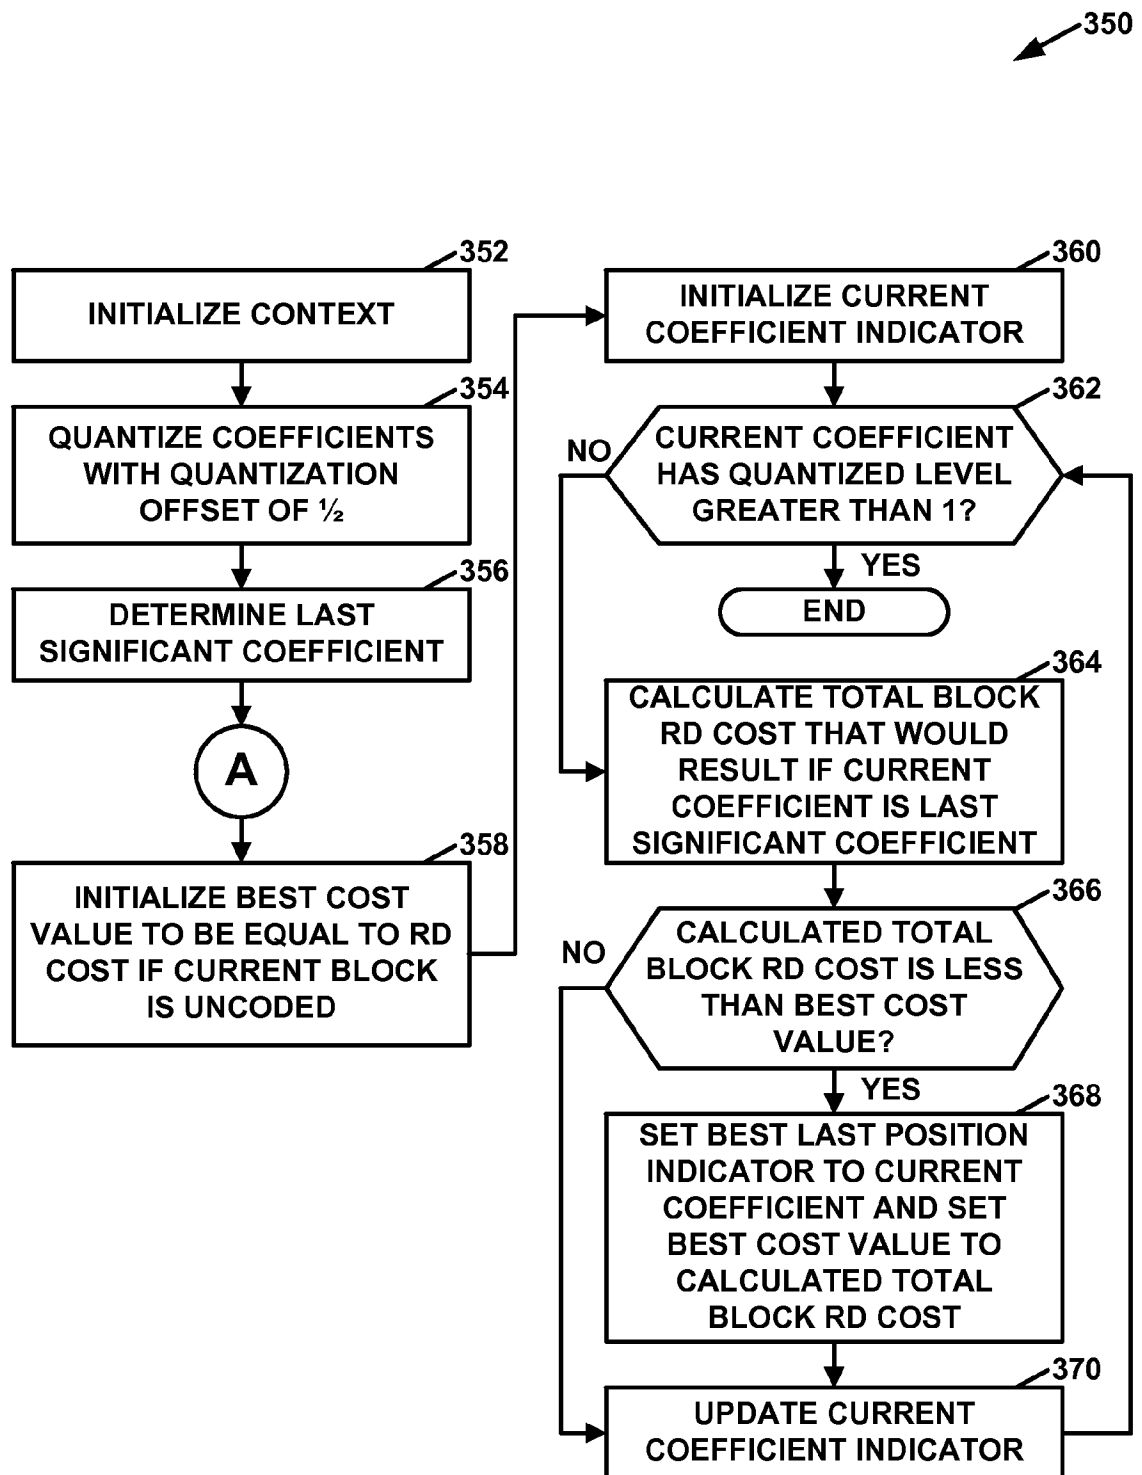 350
352
INITIALIZE CONTEXT
354
QUANTIZE COEFFICIENTS
WITH QUANTIZATION
OFFSET OF ½
356
DETERMINE LAST
SIGNIFICANT COEFFICIENT
A
358
INITIALIZE BEST COST
VALUE TO BE EQUAL TO RD
COST IF CURRENT BLOCK
IS UNCODED
360
INITIALIZE CURRENT
COEFFICIENT INDICATOR
362
CURRENT COEFFICIENT
HAS QUANTIZED LEVEL
GREATER THAN 1?
NO
YES
END
364
CALCULATE TOTAL BLOCK
RD COST THAT WOULD
RESULT IF CURRENT
COEFFICIENT IS LAST
SIGNIFICANT COEFFICIENT
366
CALCULATED TOTAL
BLOCK RD COST IS LESS
THAN BEST COST
VALUE?
NO
YES
368
SET BEST LAST POSITION
INDICATOR TO CURRENT
COEFFICIENT AND SET
BEST COST VALUE TO
CALCULATED TOTAL
BLOCK RD COST
370
UPDATE CURRENT
COEFFICIENT INDICATOR